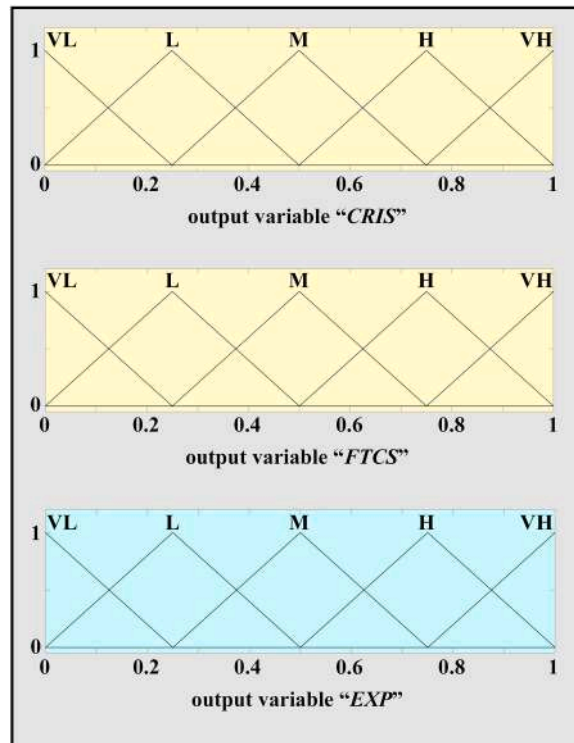 VL L M H VH
1
0
0 0.2 0.4 0.6 0.8 1
output variable “CRIS”
VL L M H VH
1
0
0 0.2 0.4 0.6 0.8 1
output variable “FTCS”
VL L M H VH
1
0
0 0.2 0.4 0.6 0.8 1
output variable “EXP”